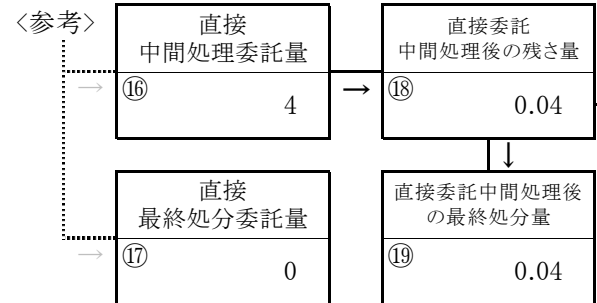 〈参考〉
直接
中間処理委託量
⑯
4
→
→
直接委託
中間処理後の残さ量
⑱
0.04
↓
直接
最終処分委託量
⑰
0
→
直接委託中間処理後
の最終処分量
⑲
0.04